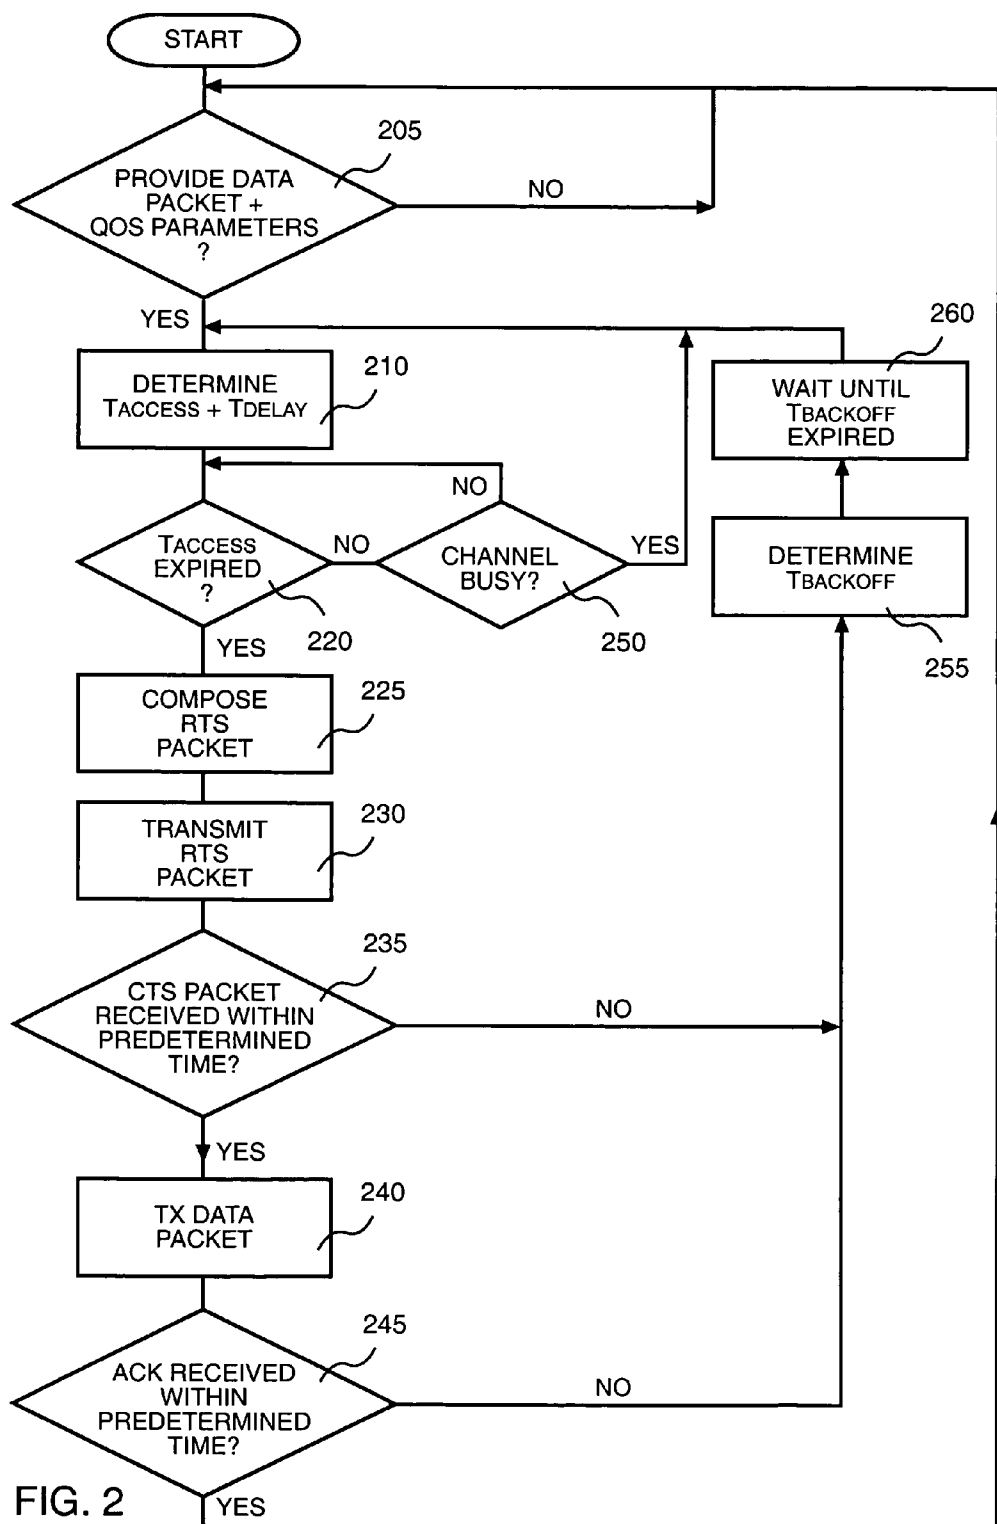 START
205
PROVIDE DATA
PACKET +
QOS PARAMETERS
?
NO
YES
260
210
DETERMINE
TACCESS + TDELAY
WAIT UNTIL
TBACKOFF
EXPIRED
NO
TACCESS
EXPIRED
?
NO
CHANNEL
BUSY?
YES
DETERMINE
TBACKOFF
220
250
255
YES
225
COMPOSE
RTS
PACKET
230
TRANSMIT
RTS
PACKET
235
CTS PACKET
RECEIVED WITHIN
PREDETERMINED
TIME?
NO
YES
240
TX DATA
PACKET
245
ACK RECEIVED
WITHIN
PREDETERMINED
TIME?
NO
FIG. 2
YES